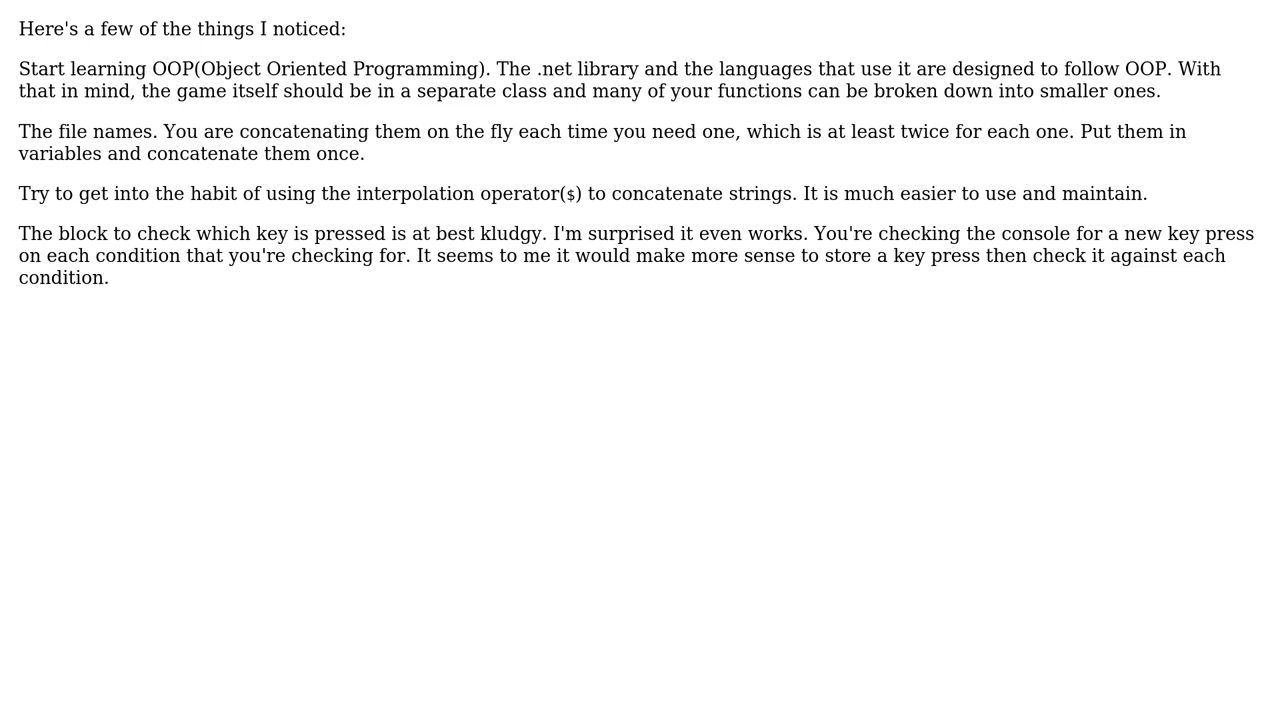 Here's a few of the things I noticed:
Start learning OOP(Object Oriented Programming). The .net library and the languages that use it are designed to follow OOP. With
that in mind, the game itself should be in a separate class and many of your functions can be broken down into smaller ones.
The file names. You are concatenating them on the fly each time you need one, which is at least twice for each one. Put them in
variables and concatenate them once.
Try to get into the habit of using the interpolation operator($) to concatenate strings. It is much easier to use and maintain.
The block to check which key is pressed is at best kludgy. I'm surprised it even works. You're checking the console for a new key press
on each condition that you're checking for. It seems to me it would make more sense to store a key press then check it against each
condition.